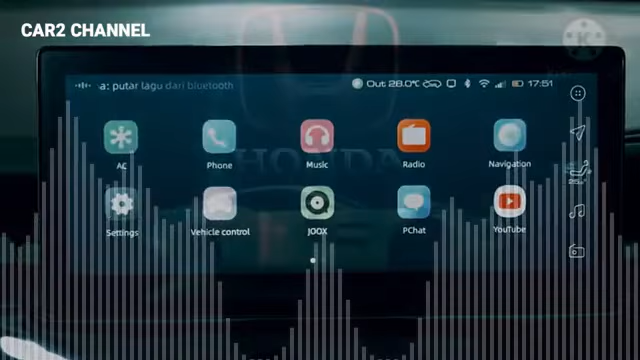 CAR2 CHANNEL
K
a: putar lagu dari bluetooth
Out 28.0℃ 17:51
HONDA
AC Phone Music Radio Navigation
Settings Vehicle control JOOX PChat YouTube